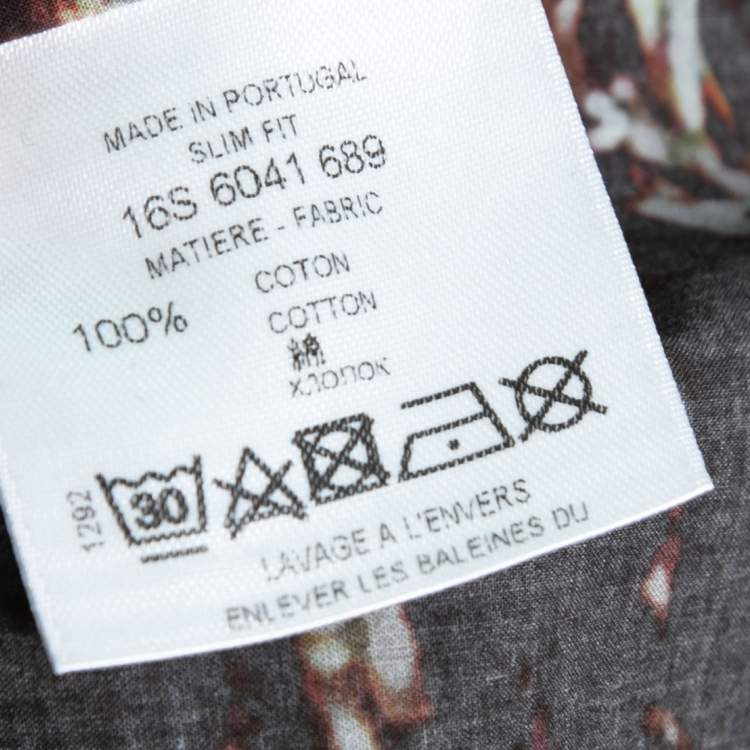 MADE IN PORTUGAL
SLIM FIT
16S 6041 689
MATIERE - FABRIC
COTON
100% COTTON
綿
хлопок
30
1292
LAVAGE A L'ENVERS
ENLEVER LES BALEINES DU